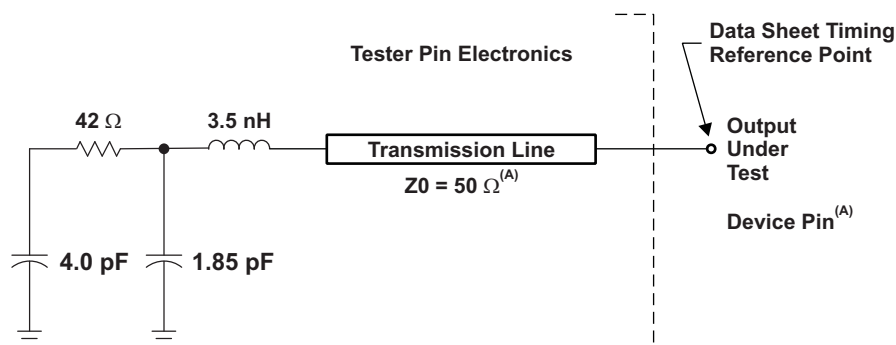 Tester Pin Electronics
Data Sheet Timing
Reference Point
42 Ω
3.5 nH
Transmission Line
Z0 = 50 Ω(A)
Output
Under
Test
Device Pin(A)
4.0 pF
1.85 pF